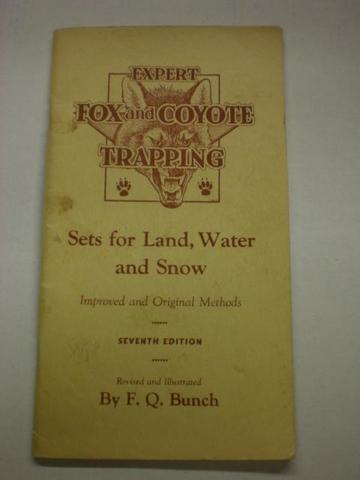 EXPERT
FOX and COYOTE
TRAPPING
Sets for Land, Water
and Snow
Improved and Original Methods
SEVENTH EDITION
Revised and Illustrated
By F. Q. Bunch